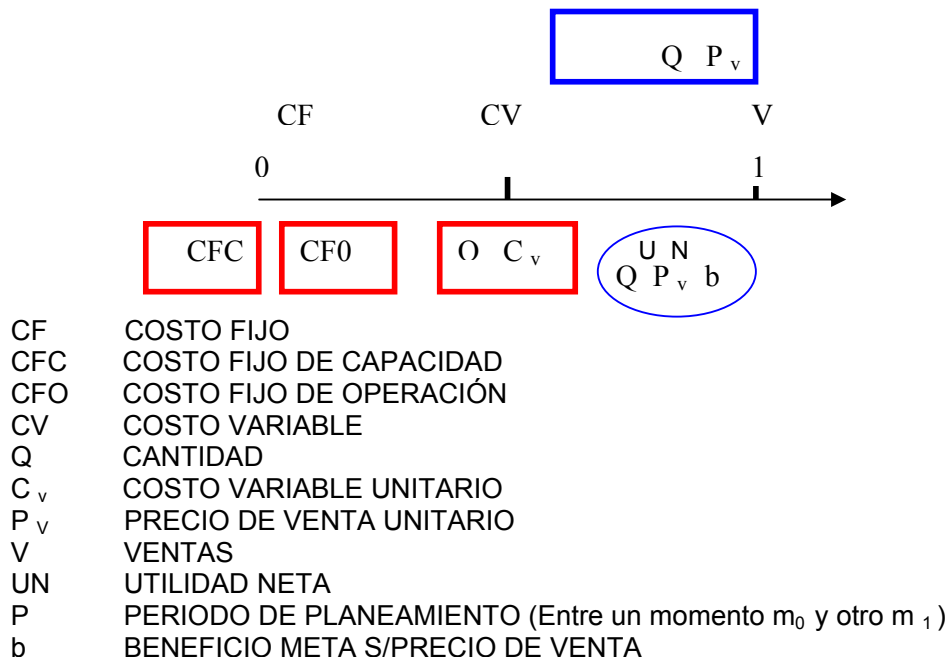 Q P v
CF CV V
0 1
CFC CF0 O C v U N
Q P v b
CF COSTO FIJO
CFC COSTO FIJO DE CAPACIDAD
CFO COSTO FIJO DE OPERACIÓN
CV COSTO VARIABLE
Q CANTIDAD
C v COSTO VARIABLE UNITARIO
P V PRECIO DE VENTA UNITARIO
V VENTAS
UN UTILIDAD NETA
P PERIODO DE PLANEAMIENTO (Entre un momento m0 y otro m 1 )
b BENEFICIO META S/PRECIO DE VENTA